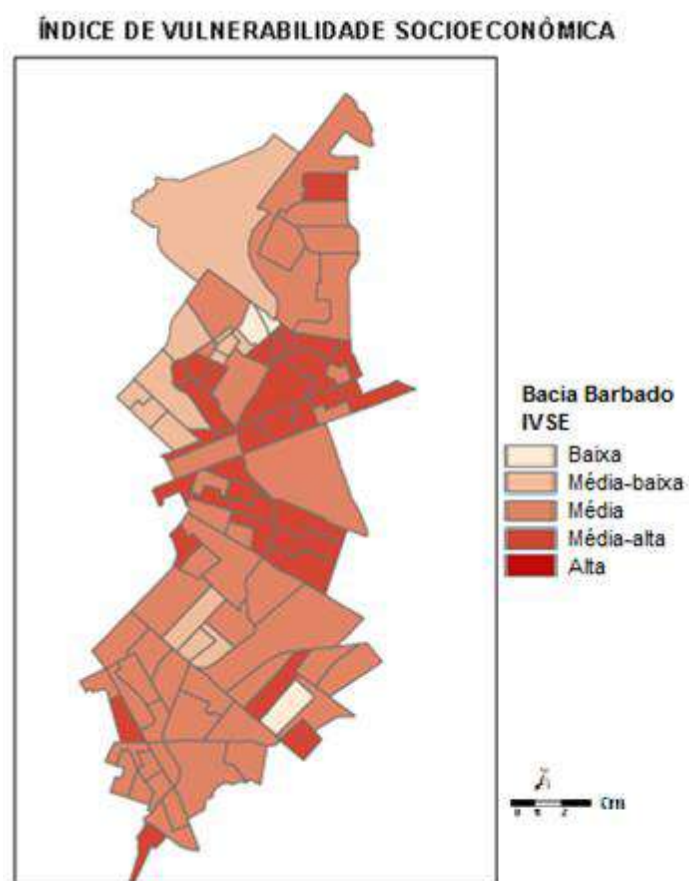 ÍNDICE DE VULNERABILIDADE SOCIOECONÔMICA
Bacia Barbado
IVSE
Baixa
Média-baixa
Média
Média-alta
Alta